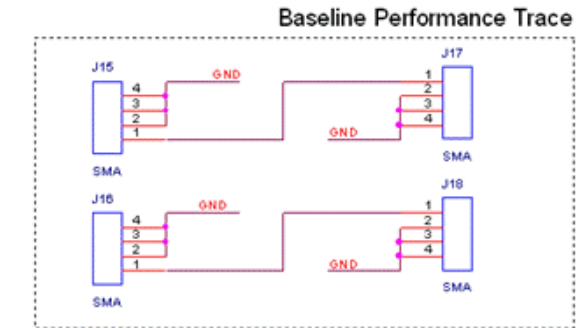 Baseline Performance Trace
J15
4
3
2
1
GND
SMA
J17
1
2
3
4
GND
SMA
J16
4
3
2
1
GND
SMA
J18
1
2
3
4
GND
SMA